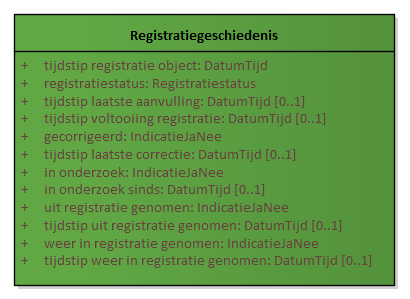 Registratiegeschiedenis
+ tijdstip registratie object: DatumTijd
+ registratiestatus: Registratiestatus
+ tijdstip laatste aanvulling: DatumTijd [0..1]
+ tijdstip voltooiing registratie: DatumTijd [0..1]
+ gecorrigeerd: IndicatieJaNee
+ tijdstip laatste correctie: DatumTijd [0..1]
+ in onderzoek: IndicatieJaNee
+ in onderzoek sinds: DatumTijd [0..1]
+ uit registratie genomen: IndicatieJaNee
+ tijdstip uit registratie genomen: DatumTijd [0..1]
+ weer in registratie genomen: IndicatieJaNee
+ tijdstip weer in registratie genomen: DatumTijd [0..1]